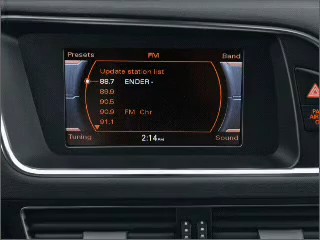 Presets FM Band
Update station list
88.7 ENDER -
89.9
90.5
90.9 FM Chr
91.1
Tuning 2:14 Sound